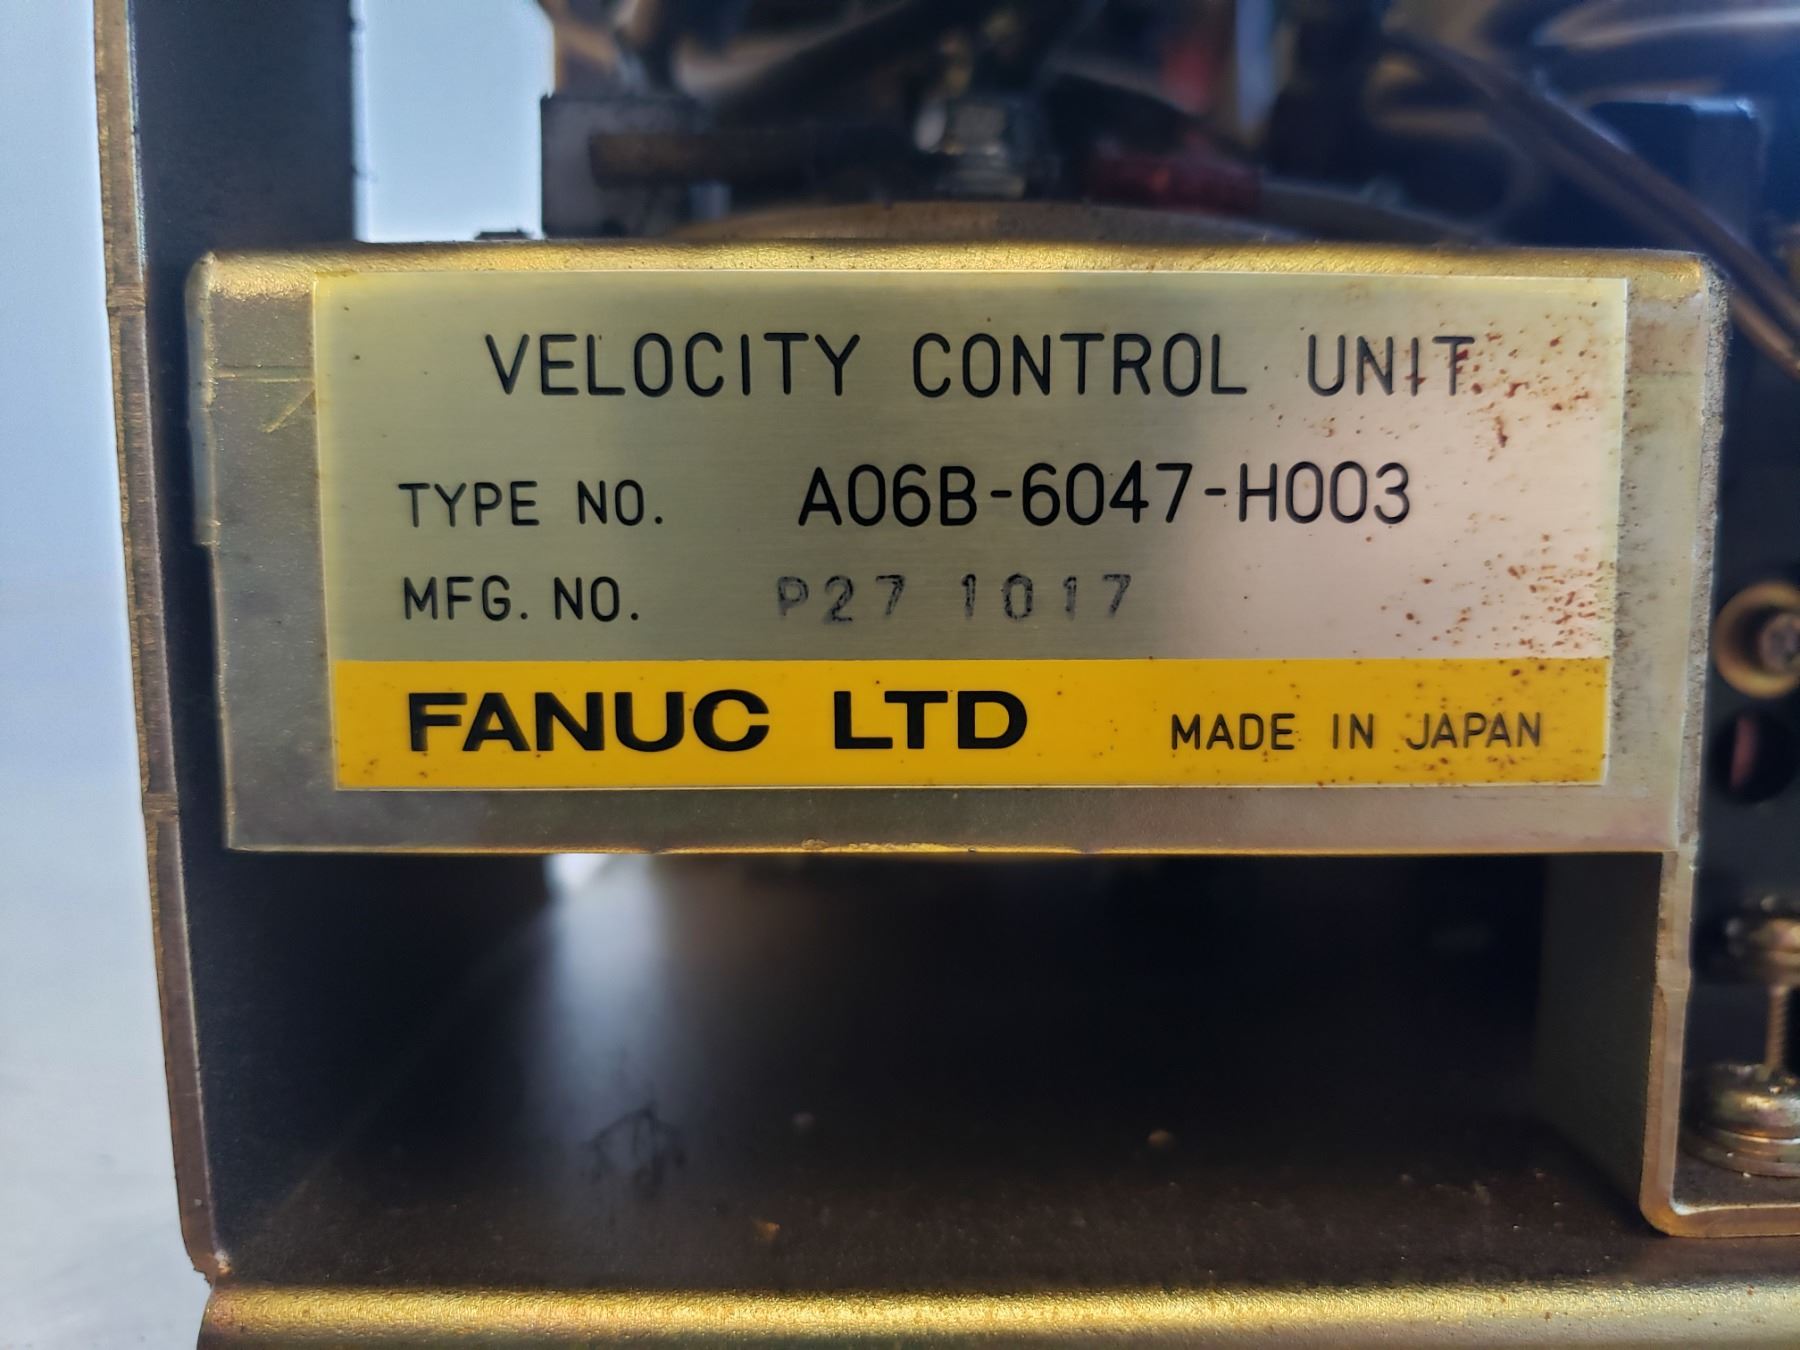 VELOCITY CONTROL UNIT
TYPE NO. A06B-6047-H003
MFG. NO. P27 1017
FANUC LTD MADE IN JAPAN